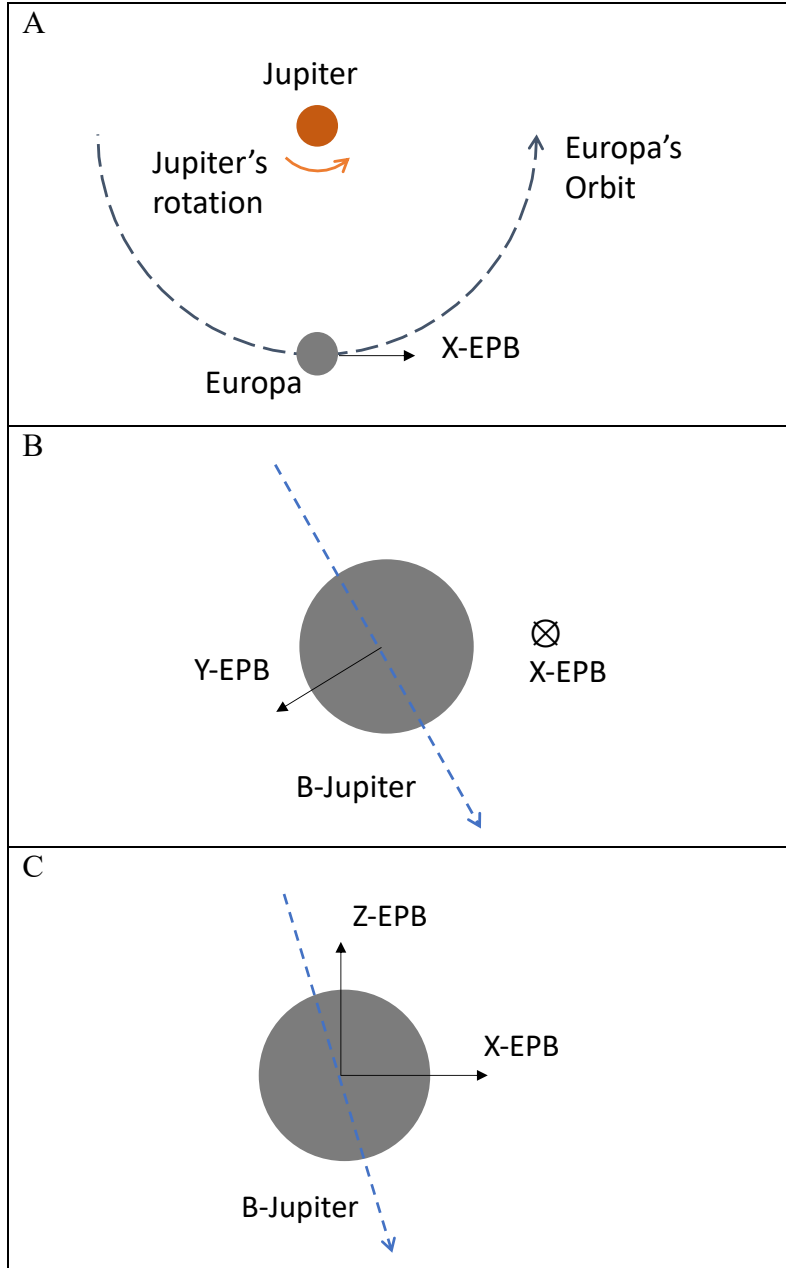 A
Jupiter
Jupiter's
rotation
Europa's
Orbit
X-EPB
Europa
B
Y-EPB
X-EPB
B-Jupiter
C
Z-EPB
X-EPB
B-Jupiter